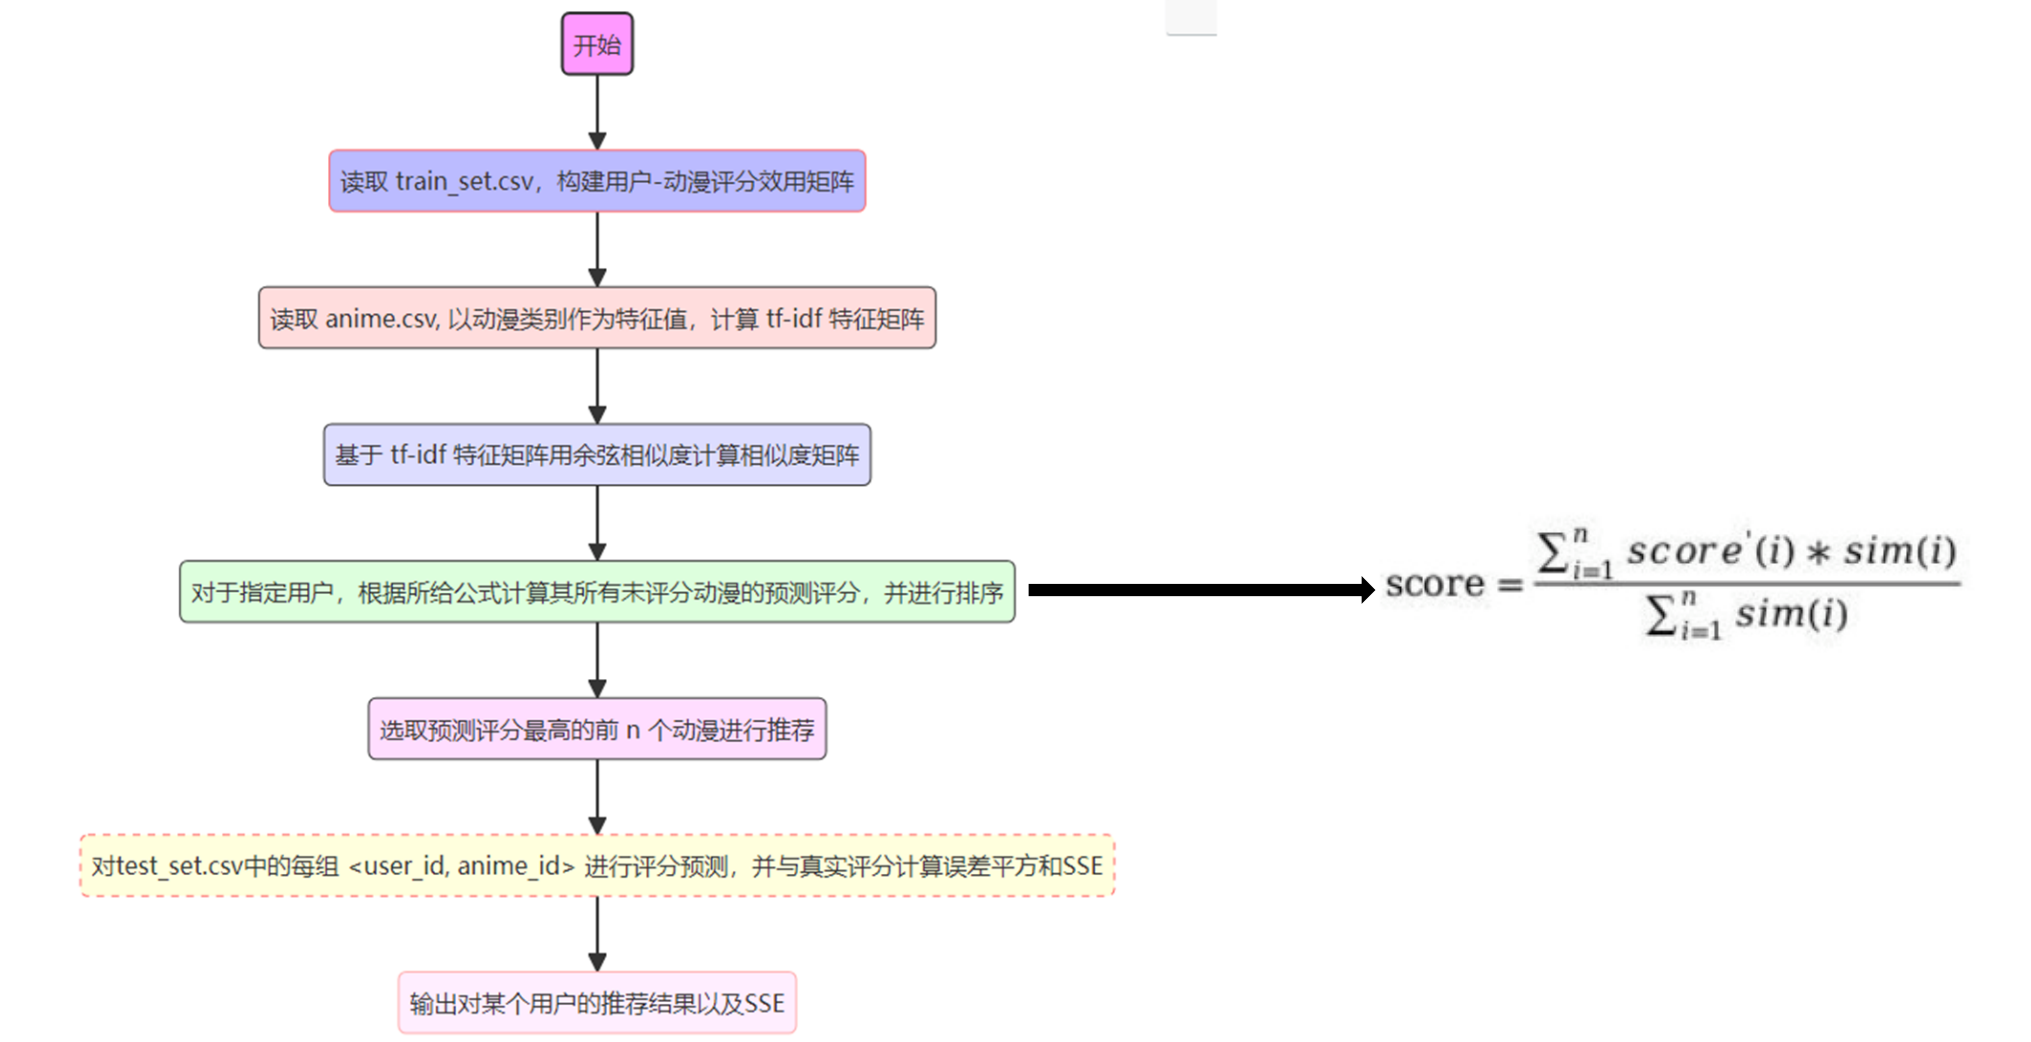 开始
读取 train_set.csv，构建用户-动漫评分效用矩阵
读取 anime.csv, 以动漫类别作为特征值，计算 tf-idf 特征矩阵
基于 tf-idf 特征矩阵用余弦相似度计算相似度矩阵
对于指定用户，根据所给公式计算其所有未评分动漫的预测评分，并进行排序
score = \frac{\sum_{i=1}^{n} score'(i) * sim(i)}{\sum_{i=1}^{n} sim(i)}
选取预测评分最高的前 n 个动漫进行推荐
对test_set.csv中的每组 <user_id, anime_id> 进行评分预测，并与真实评分计算误差平方和SSE
输出对某个用户的推荐结果以及SSE